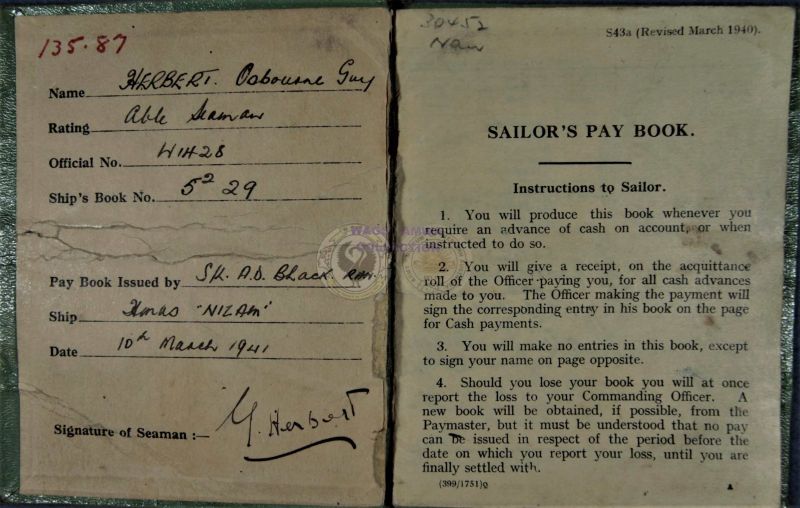 135.87
Name HERBERT. Osbourne Guy
Rating Able Seaman
Official No. W1428
Ship's Book No. 5² 29
Pay Book Issued by A.D. Black
Ship "NIZAM"
Date 10th March 1941
Signature of Seaman :— G. Herbert
30452
Nav
S43a (Revised March 1940).
SAILOR'S PAY BOOK.
Instructions to Sailor.
1. You will produce this book whenever you
require an advance of cash on account, or when
instructed to do so.
2. You will give a receipt, on the acquittance
roll of the Officer paying you, for all cash advances
made to you. The Officer making the payment will
sign the corresponding entry in his book on the page
for Cash payments.
3. You will make no entries in this book, except
to sign your name on page opposite.
4. Should you lose your book you will at once
report the loss to your Commanding Officer. A
new book will be obtained, if possible, from the
Paymaster, but it must be understood that no pay
can be issued in respect of the period before the
date on which you report your loss, until you are
finally settled with.
(399/1751)Q